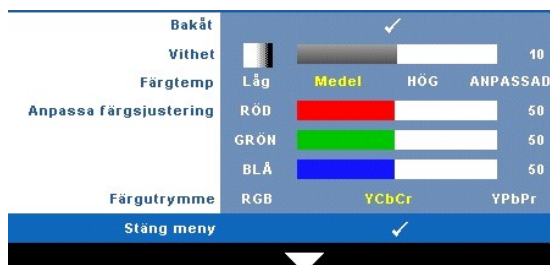 Bakåt
Vithet 10
Färgtemp Låg Medel HÖG ANPASSAD
Anpassa färgsjustering RÖD 50
GRÖN 50
BLÅ 50
Färgutrymme RGB YCbCr YPbPr
Stäng meny